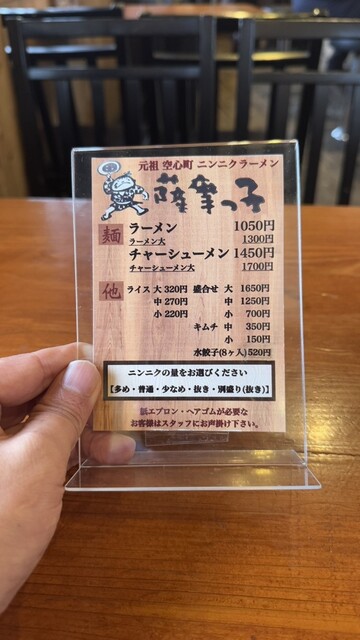 元祖 空心町 ニンニクラーメン
薩摩っ子
麺
ラーメン 1050円
ラーメン大 1300円
チャーシューメン 1450円
チャーシューメン大 1700円
他
ライス 大 320円 盛合せ 大 1650円
中 270円 中 1250円
小 220円 小 700円
キムチ 中 350円
小 150円
水餃子(8ヶ入) 520円
ニンニクの量をお選びください
【多め・普通・少なめ・抜き・別盛り(抜き)】
紙エプロン・ヘアゴムが必要な
お客様はスタッフにお声掛け下さい。